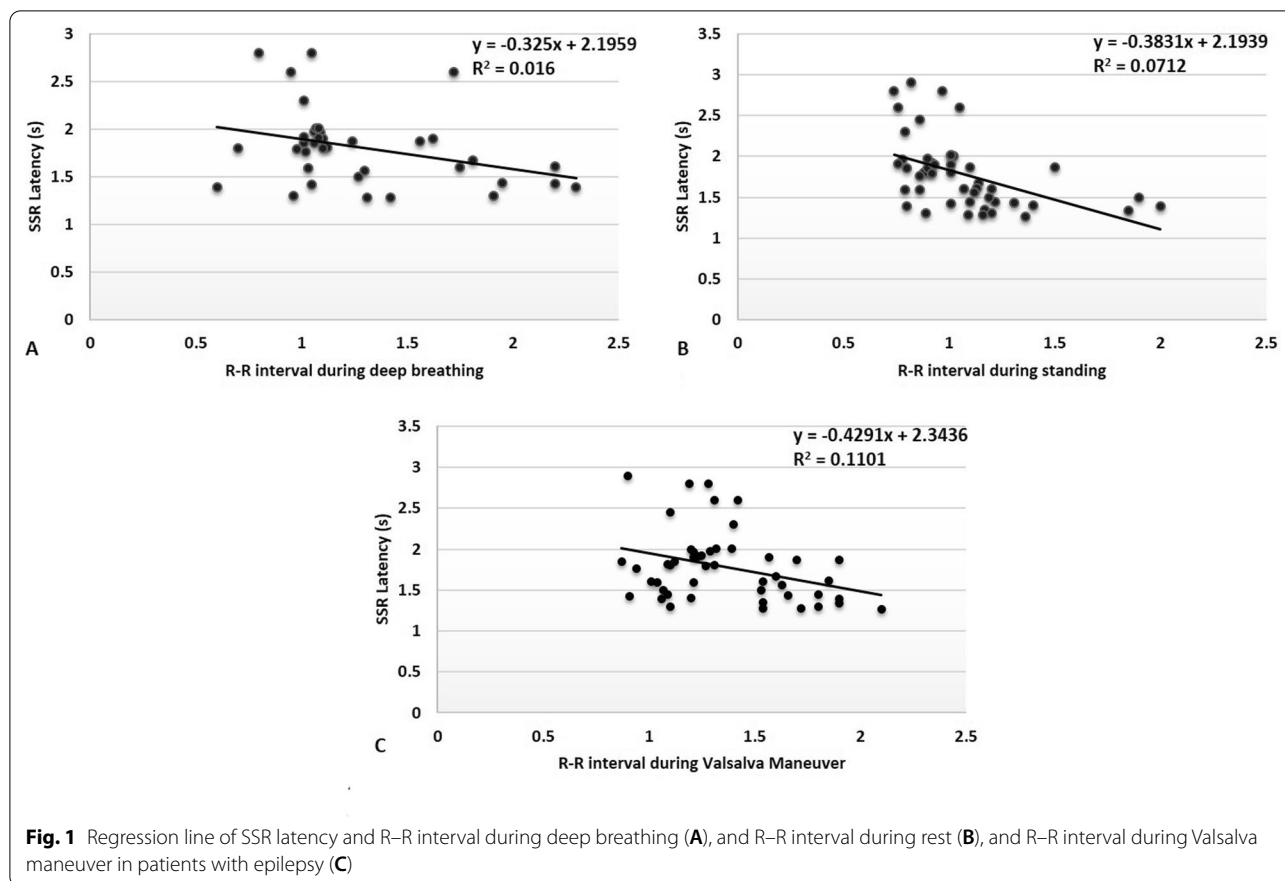 y = -0.325x + 2.1959
R² = 0.016
3
2.5
2
1.5
1
0.5
0
SSR Latency (s)
0 0.5 1 1.5 2 2.5
A
R-R interval during deep breathing
y = -0.3831x + 2.1939
R² = 0.0712
3.5
3
2.5
2
1.5
1
0.5
0
SSR Latency (s)
0 0.5 1 1.5 2 2.5
B
R-R interval during standing
y = -0.4291x + 2.3436
R² = 0.1101
3.5
3
2.5
2
1.5
1
0.5
0
SSR Latency (s)
0 0.5 1 1.5 2 2.5
C
R-R interval during Valsalva Maneuver
Fig. 1 Regression line of SSR latency and R–R interval during deep breathing (A), and R–R interval during rest (B), and R–R interval during Valsalva
maneuver in patients with epilepsy (C)